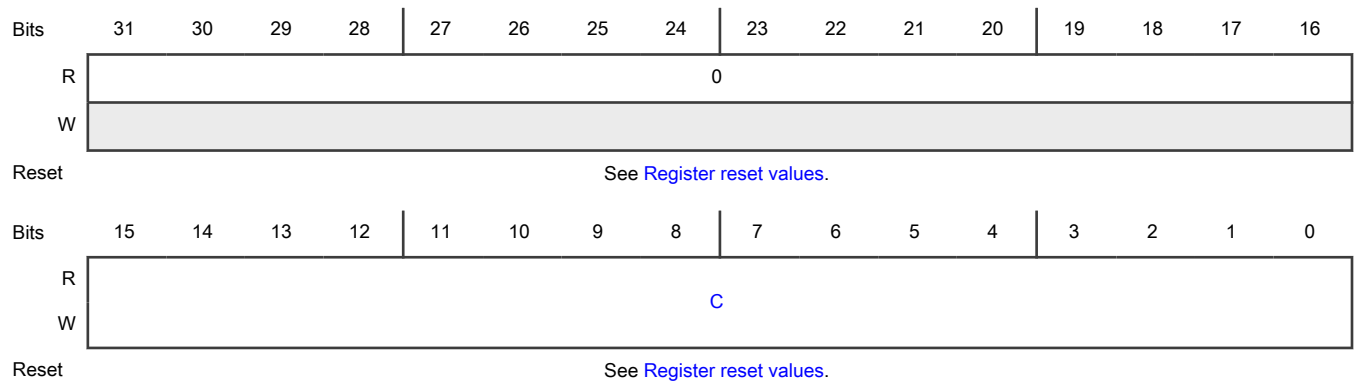 Bits 31 30 29 28 27 26 25 24 23 22 21 20 19 18 17 16
R 0
W
Reset See Register reset values.
Bits 15 14 13 12 11 10 9 8 7 6 5 4 3 2 1 0
R
C
W
Reset See Register reset values.